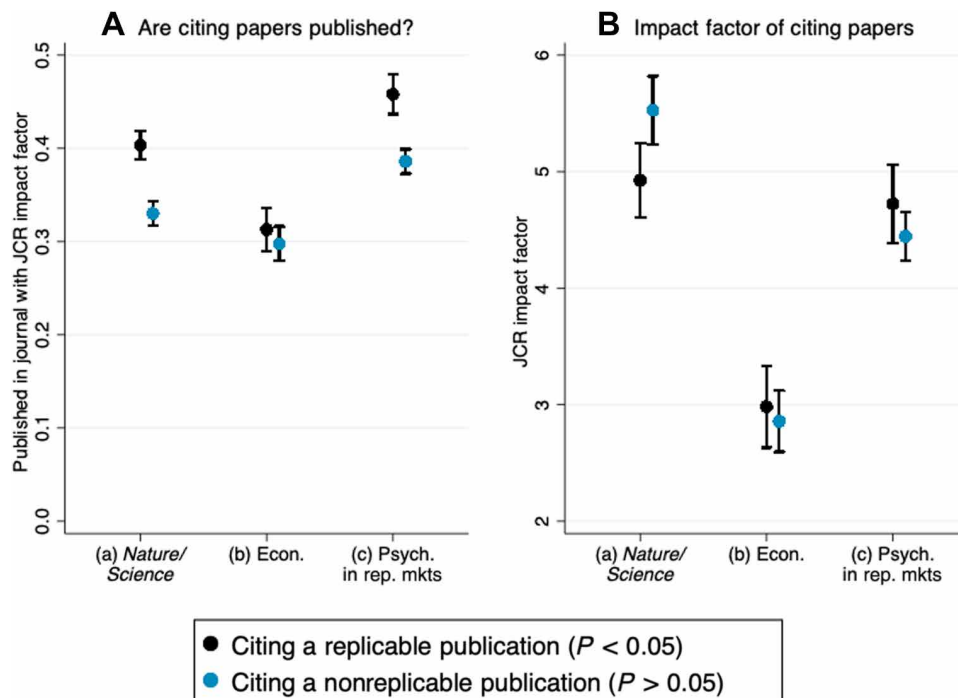 A Are citing papers published?
Published in journal with JCR impact factor
0.5
0.4
0.3
0.2
0.1
0.0
(a) Nature/
Science
(b) Econ.
(c) Psych.
in rep. mkts
B Impact factor of citing papers
JCR impact factor
6
5
4
3
2
(a) Nature/
Science
(b) Econ.
(c) Psych.
in rep. mkts
Citing a replicable publication (P < 0.05)
Citing a nonreplicable publication (P > 0.05)